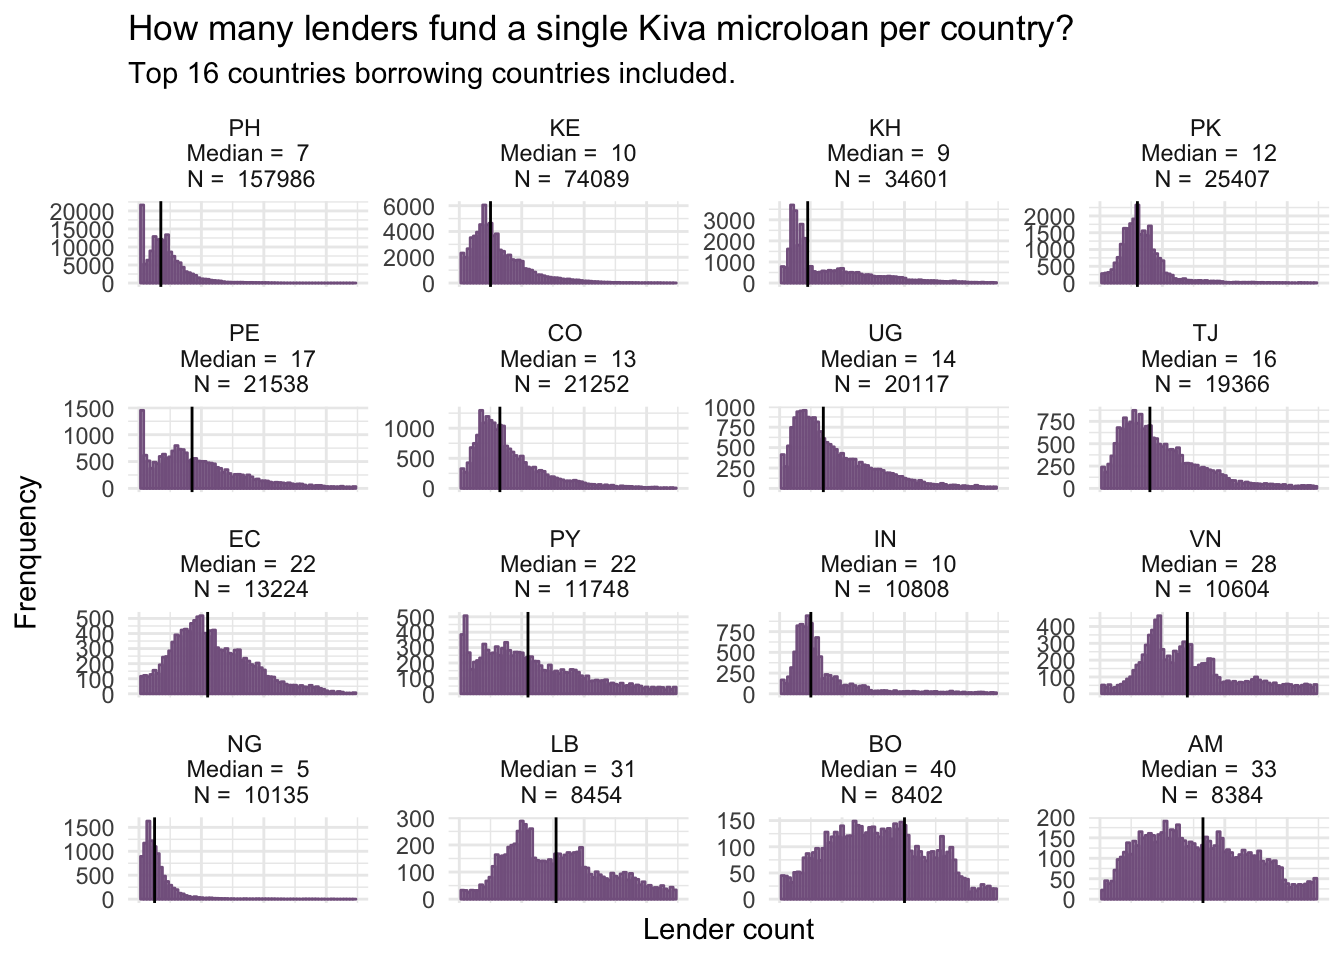 How many lenders fund a single Kiva microloan per country?
Top 16 countries borrowing countries included.
PH
Median =  7
N =  157986
KE
Median =  10
N =  74089
KH
Median =  9
N =  34601
PK
Median =  12
N =  25407
20000
15000
10000
5000
0
6000
4000
2000
0
3000
2000
1000
0
2000
1500
1000
500
0
PE
Median =  17
N =  21538
CO
Median =  13
N =  21252
UG
Median =  14
N =  20117
TJ
Median =  16
N =  19366
1500
1000
500
0
1000
500
0
1000
750
500
250
0
750
500
250
0
Frenquency
EC
Median =  22
N =  13224
PY
Median =  22
N =  11748
IN
Median =  10
N =  10808
VN
Median =  28
N =  10604
500
400
300
200
100
0
500
400
300
200
100
0
750
500
250
0
400
300
200
100
0
NG
Median =  5
N =  10135
LB
Median =  31
N =  8454
BO
Median =  40
N =  8402
AM
Median =  33
N =  8384
1500
1000
500
0
300
200
100
0
150
100
50
0
200
150
100
50
0
Lender count